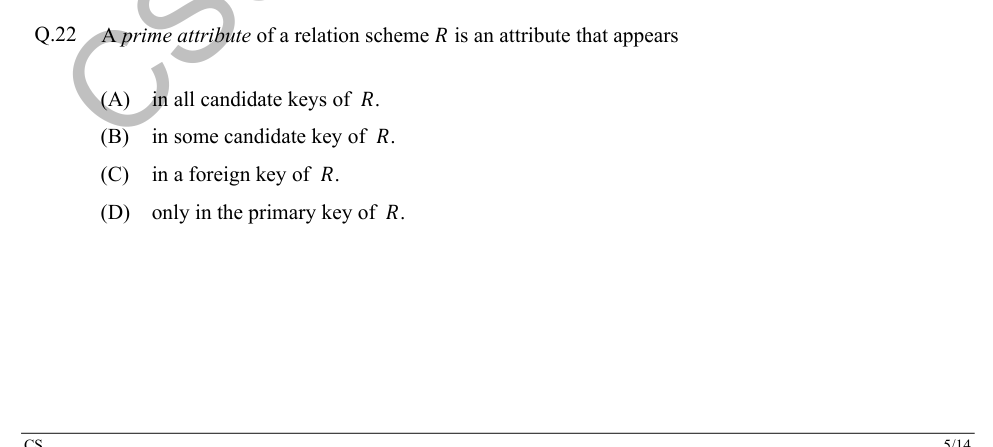 CS
Q.22 A prime attribute of a relation scheme R is an attribute that appears
(A) in all candidate keys of R.
(B) in some candidate key of R.
(C) in a foreign key of R.
(D) only in the primary key of R.
CS 5/14